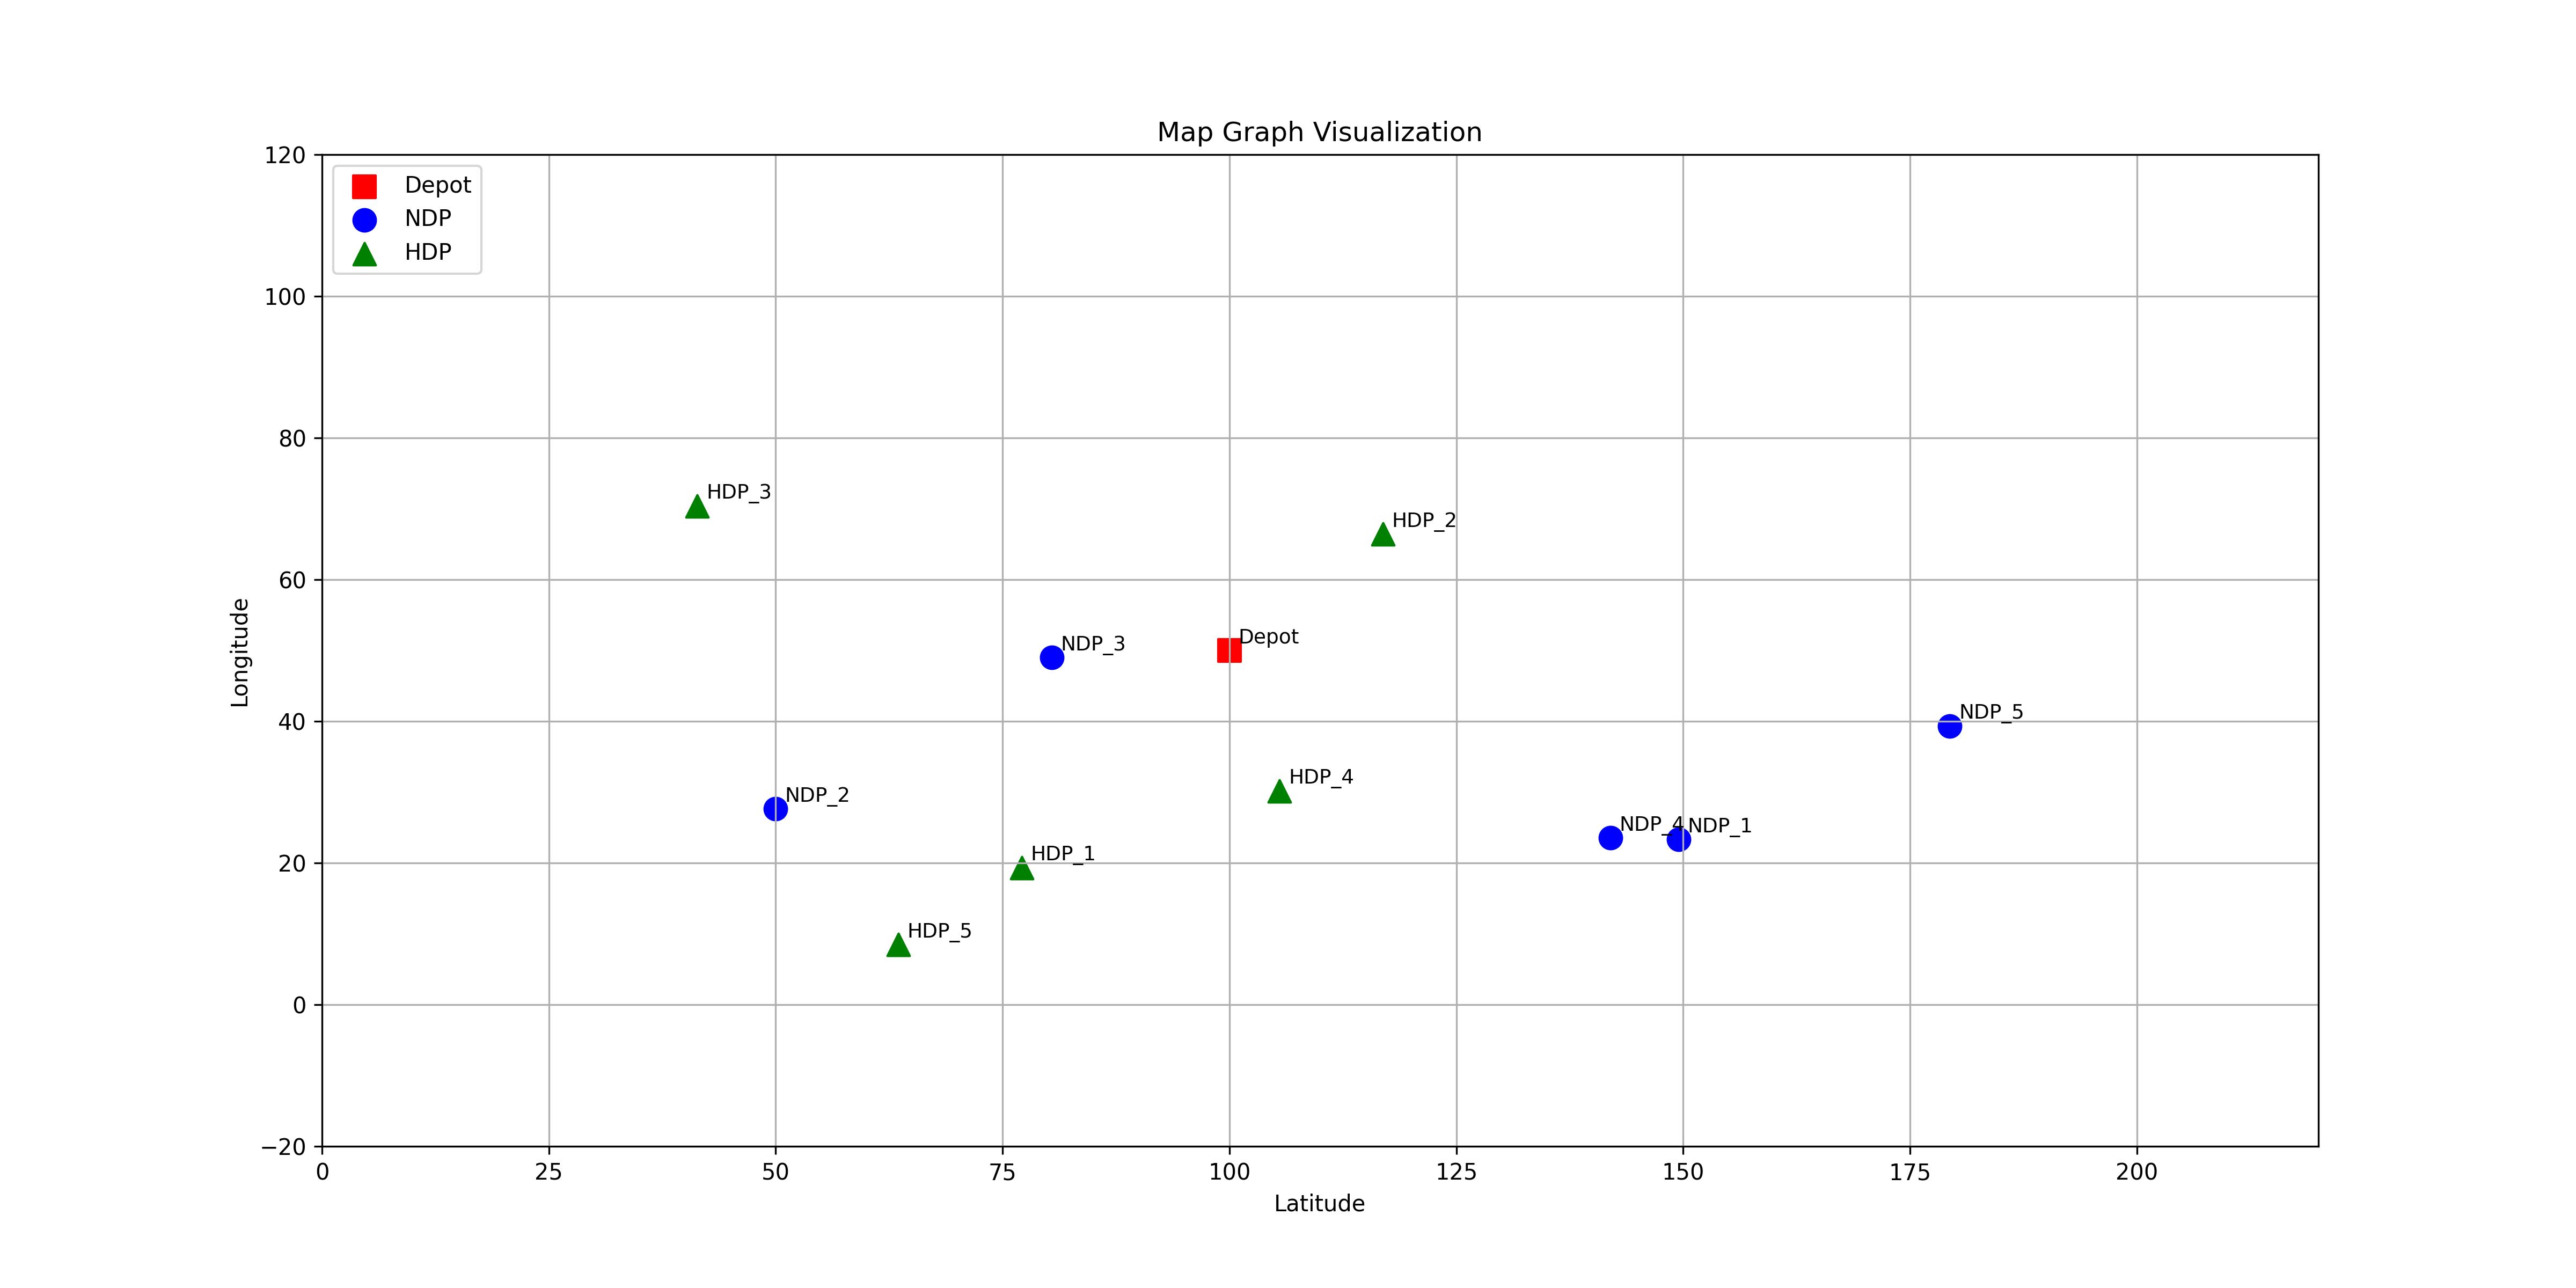 Map Graph Visualization
120
100
80
60
40
20
0
−20
Longitude
Depot
NDP
HDP
HDP_3
HDP_2
NDP_3
Depot
NDP_5
HDP_4
NDP_2
NDP_4
NDP_1
HDP_1
HDP_5
0 25 50 75 100 125 150 175 200
Latitude